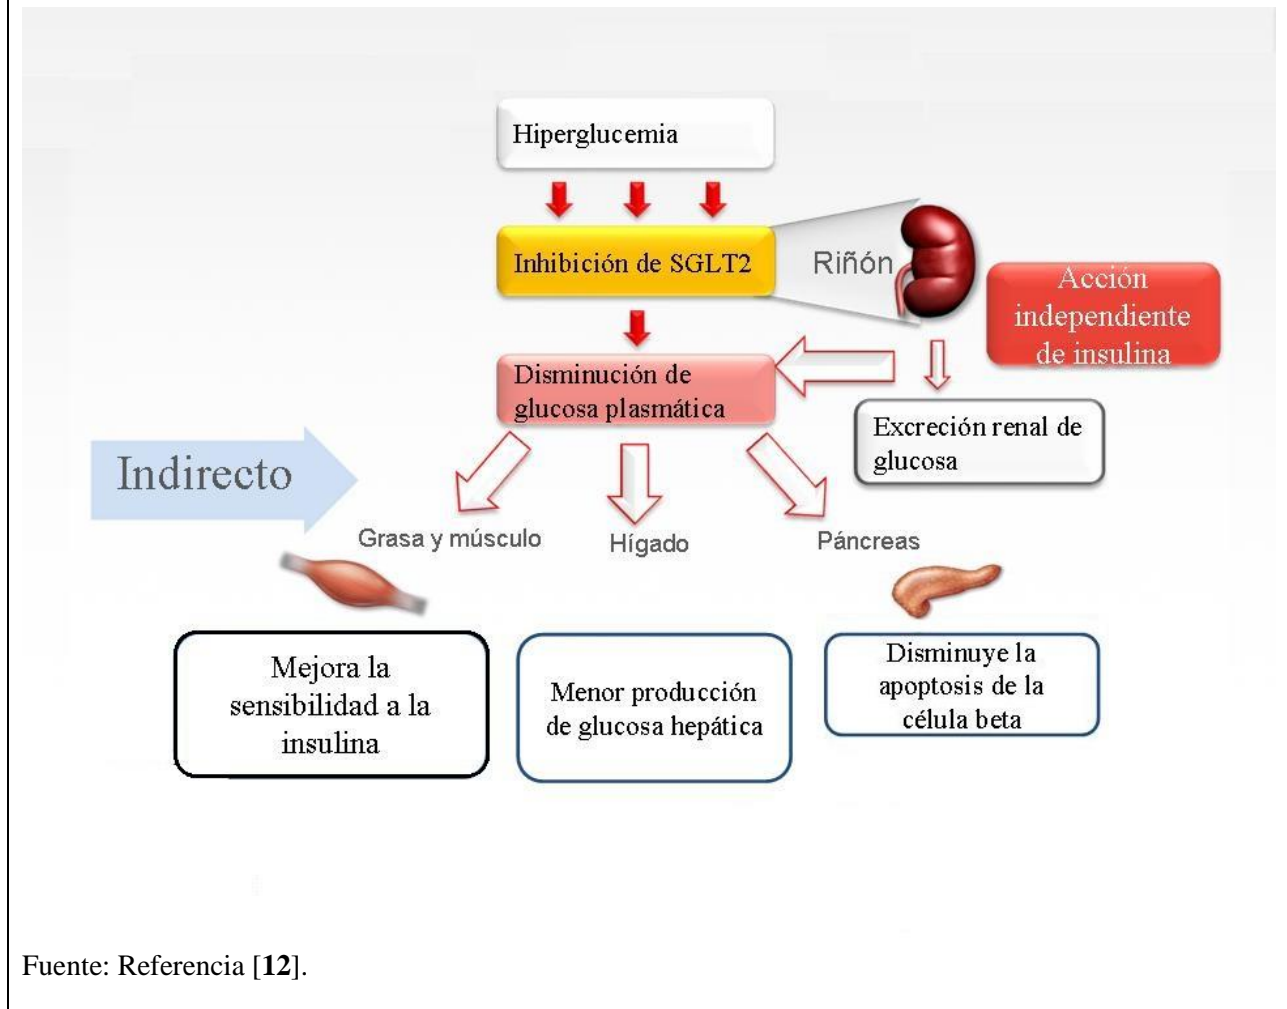 Hiperglucemia
Inhibición de SGLT2
Riñón
Acción
independiente
de insulina
Disminución de
glucosa plasmática
Excreción renal de
glucosa
Indirecto
Grasa y músculo
Hígado
Páncreas
Mejora la
sensibilidad a la
insulina
Menor producción
de glucosa hepática
Disminuye la
apoptosis de la
célula beta
Fuente: Referencia [12].